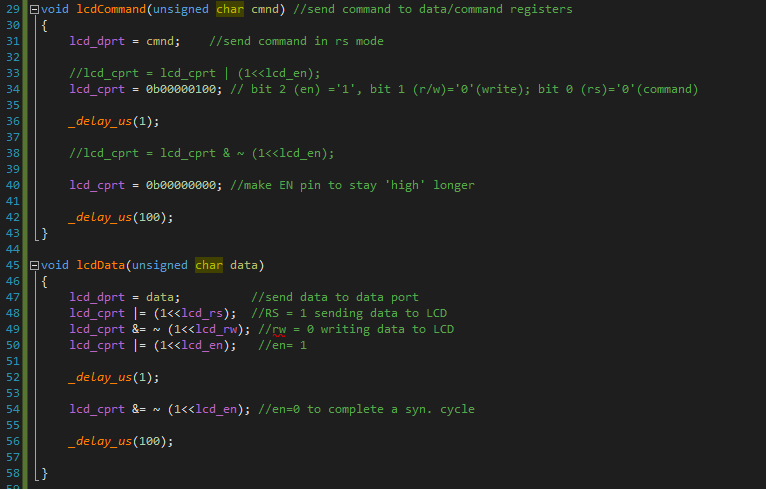 29 void lcdCommand(unsigned char cmnd) //send command to data/command registers
30 {
31 lcd_dprt = cmnd; //send command in rs mode
32
33 //lcd_cprt = lcd_cprt | (1<<lcd_en);
34 lcd_cprt = 0b00000100; // bit 2 (en) ='1', bit 1 (r/w)='0'(write); bit 0 (rs)='0'(command)
35
36 _delay_us(1);
37
38 //lcd_cprt = lcd_cprt & ~ (1<<lcd_en);
39
40 lcd_cprt = 0b00000000; //make EN pin to stay 'high' longer
41
42 _delay_us(100);
43 }
44
45 void lcdData(unsigned char data)
46 {
47 lcd_dprt = data; //send data to data port
48 lcd_cprt |= (1<<lcd_rs); //RS = 1 sending data to LCD
49 lcd_cprt &= ~ (1<<lcd_rw); //rw = 0 writing data to LCD
50 lcd_cprt |= (1<<lcd_en); //en= 1
51
52 _delay_us(1);
53
54 lcd_cprt &= ~ (1<<lcd_en); //en=0 to complete a syn. cycle
55
56 _delay_us(100);
57
58 }
59